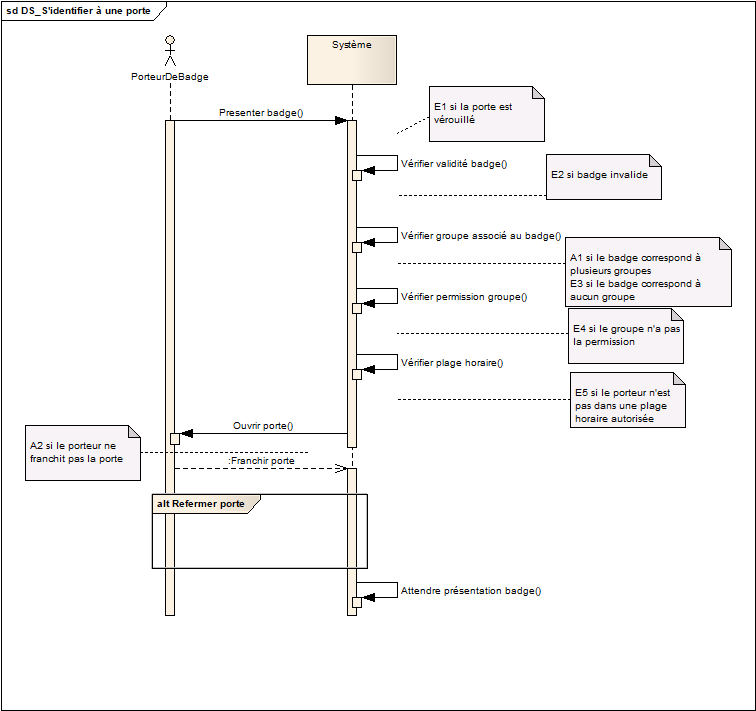 sd DS_S'identifier à une porte
PorteurDeBadge
Système
Presenter badge()
E1 si la porte est
vérouillé
Vérifier validité badge()
E2 si badge invalide
Vérifier groupe associé au badge()
A1 si le badge correspond à
plusieurs groupes
E3 si le badge correspond à
aucun groupe
Vérifier permission groupe()
E4 si le groupe n'a pas
la permission
Vérifier plage horaire()
E5 si le porteur n'est
pas dans une plage
horaire autorisée
Ouvrir porte()
A2 si le porteur ne
franchit pas la porte
:Franchir porte
alt Refermer porte
Attendre présentation badge()